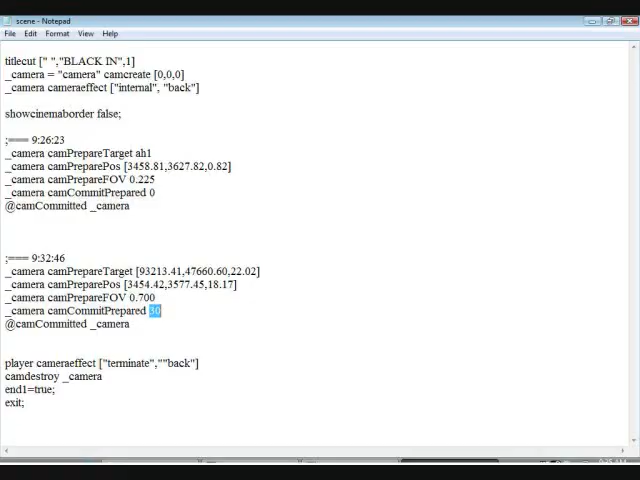 scene - Notepad
File Edit Format View Help
titlecut [" ","BLACK IN",1]
_camera = "camera" camcreate [0,0,0]
_camera cameraeffect ["internal", "back"]
showcinemaborder false;
;=== 9:26:23
_camera camPrepareTarget ah1
_camera camPreparePos [3458.81,3627.82,0.82]
_camera camPrepareFOV 0.225
_camera camCommitPrepared 0
@camCommitted _camera
;=== 9:32:46
_camera camPrepareTarget [93213.41,47660.60,22.02]
_camera camPreparePos [3454.42,3577.45,18.17]
_camera camPrepareFOV 0.700
_camera camCommitPrepared 30
@camCommitted _camera
player cameraeffect ["terminate",""back"]
camdestroy _camera
end1=true;
exit;